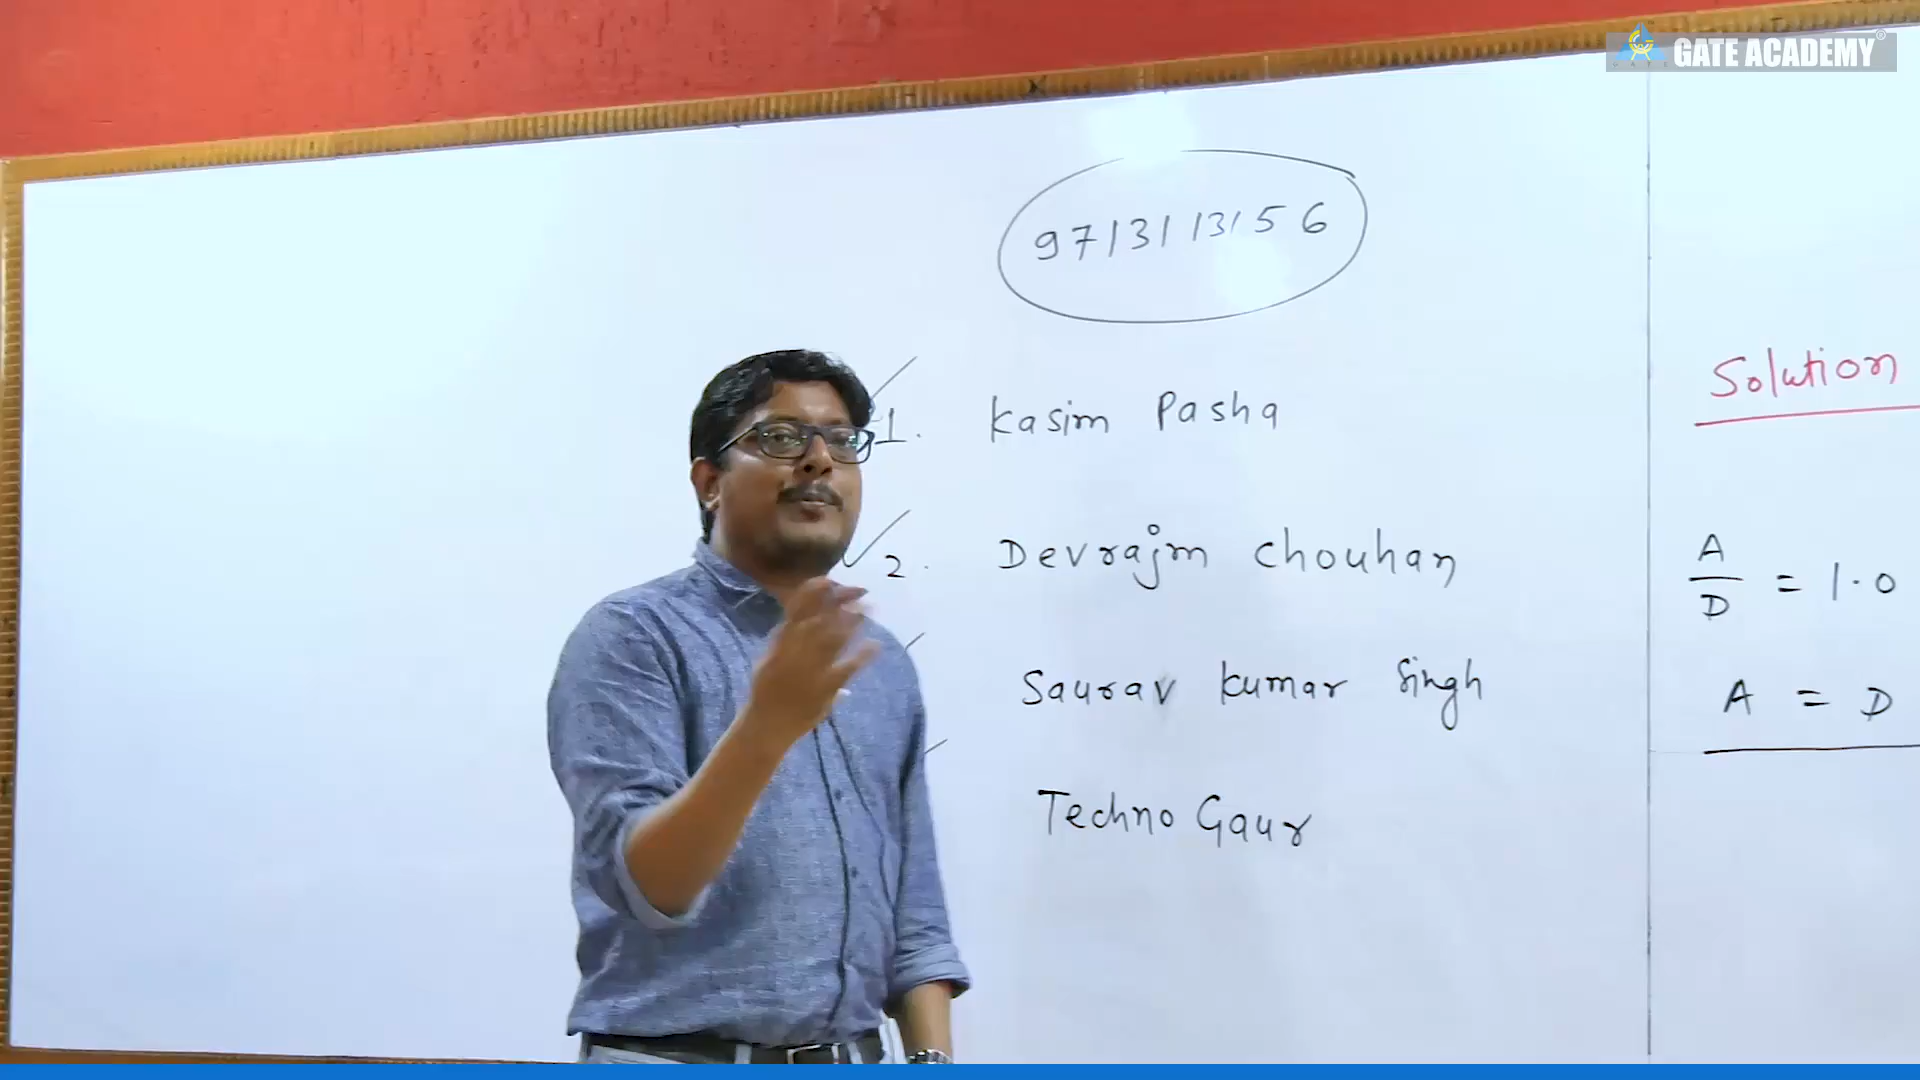 GATE ACADEMY
9713113156
1. Kasim Pasha
2. Devrajm Chouhan
Saurav kumar Singh
Techno Gaur
Solution
A/D = 1.0
A = D